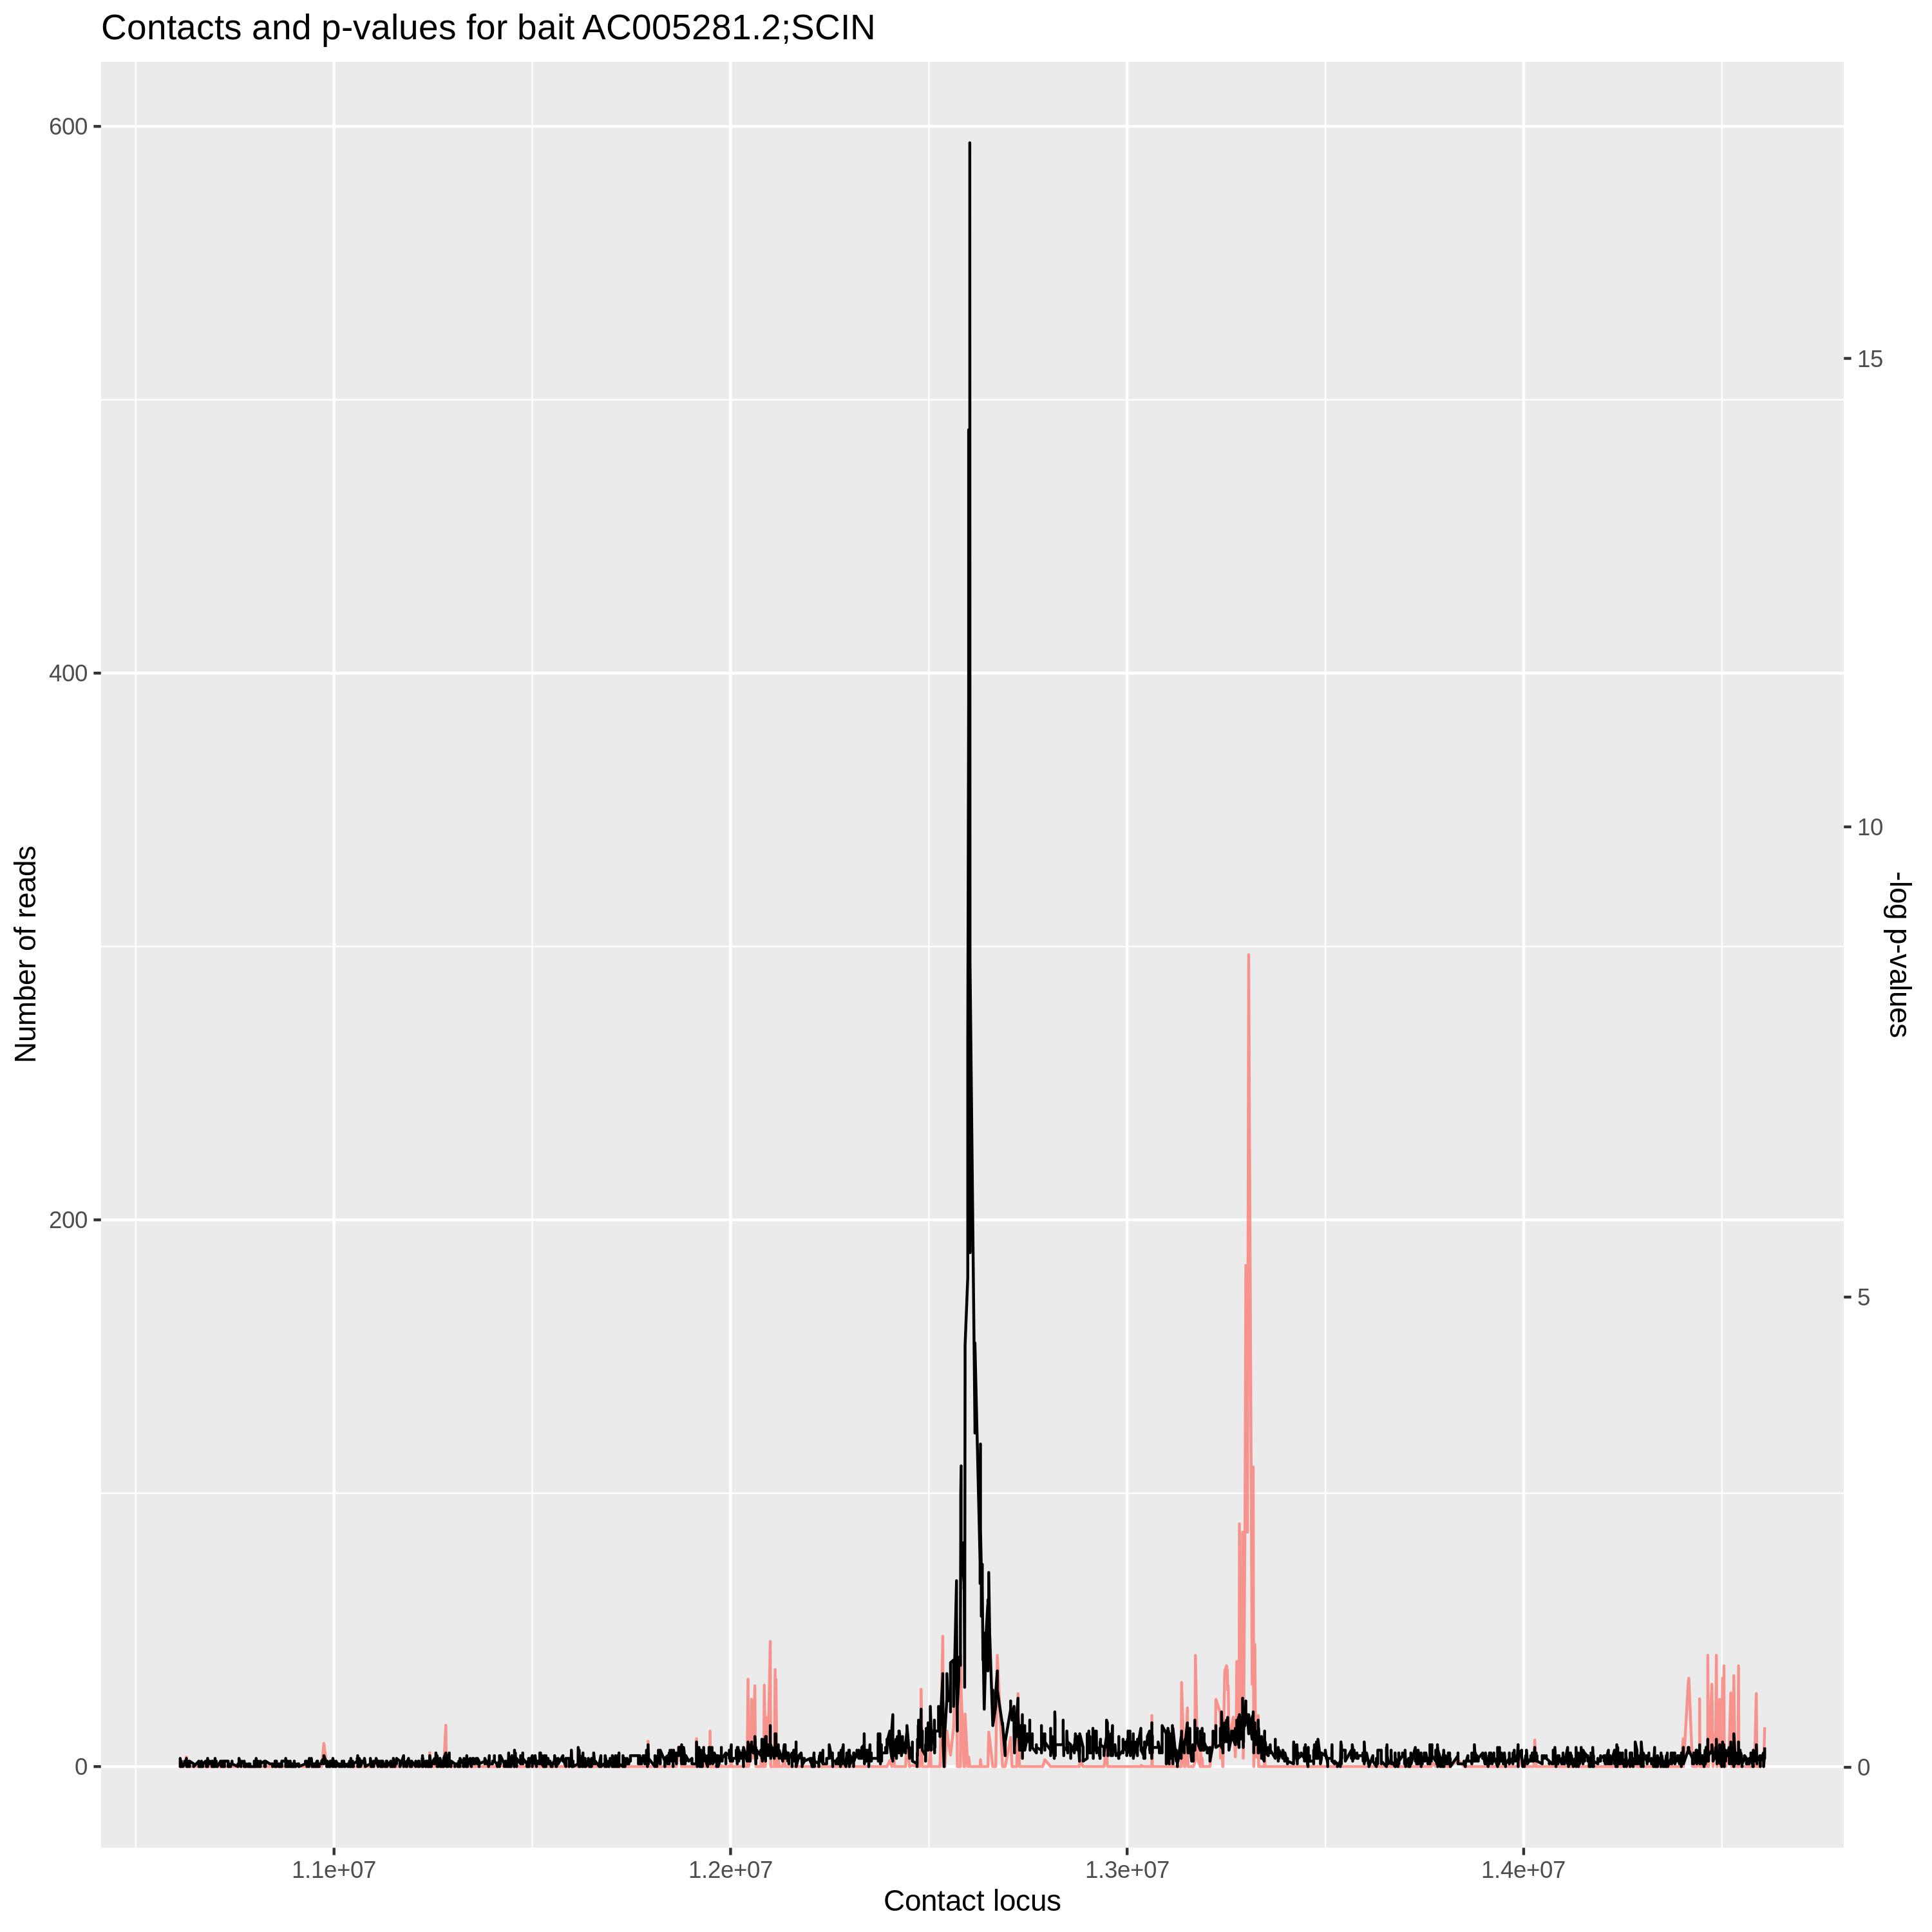 Contacts and p-values for bait AC005281.2;SCIN
600
400
200
0
Number of reads
15
10
5
0
-log p-values
1.1e+07
1.2e+07
1.3e+07
1.4e+07
Contact locus